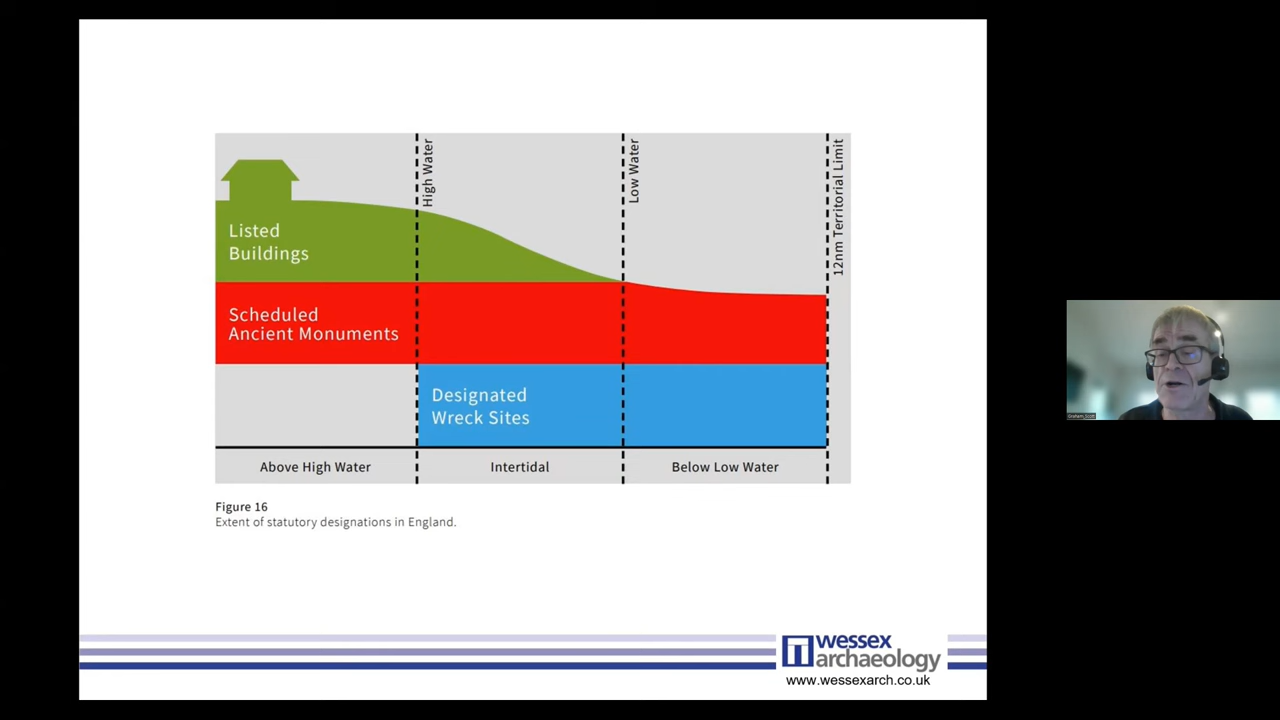 High Water
Low Water
12nm Territorial Limit
Listed
Buildings
Scheduled
Ancient Monuments
Designated
Wreck Sites
Above High Water
Intertidal
Below Low Water
Figure 16
Extent of statutory designations in England.
wessex
archaeology
www.wessexarch.co.uk
Graham_Scott